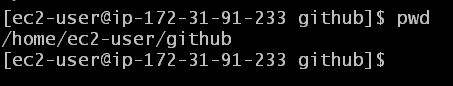 [ec2-user@ip-172-31-91-233 github]$ pwd
/home/ec2-user/github
[ec2-user@ip-172-31-91-233 github]$